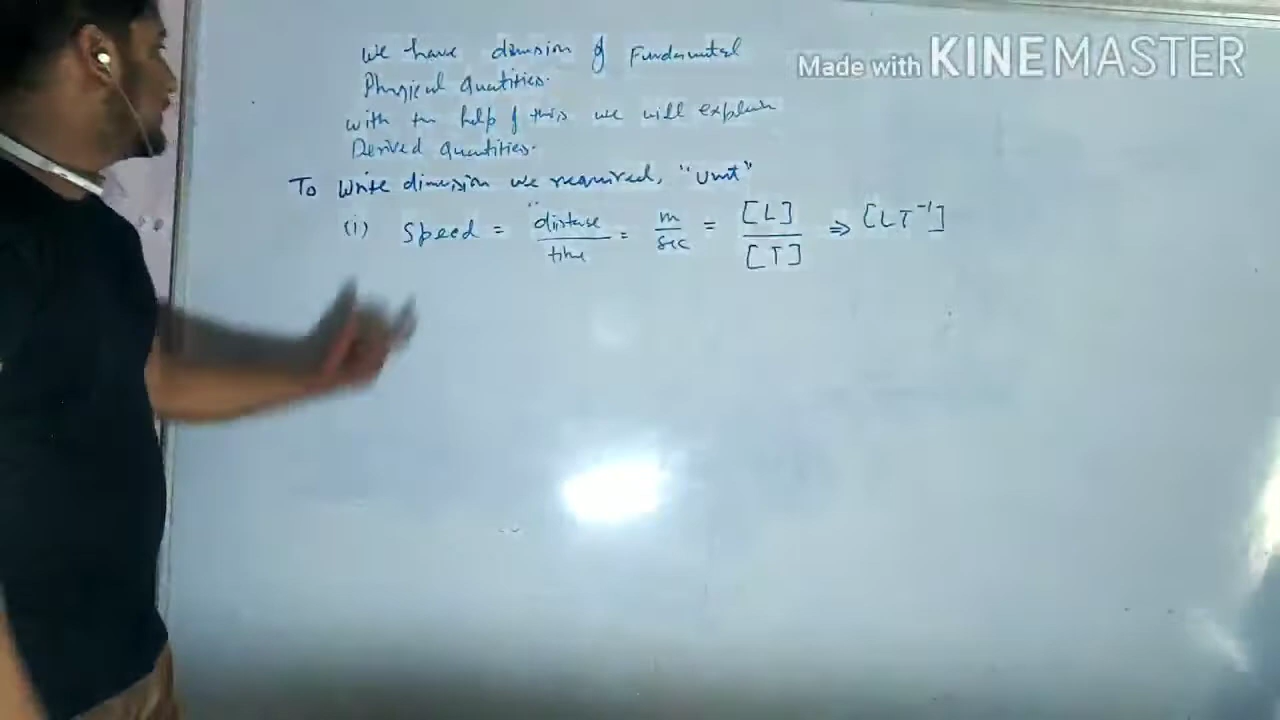 We have dimension of Fundamental
Physical Quantities.
with the help of this we will explain
Derived Quantities.
To Write dimension we required, "Unit"
(i) Speed = distance / time = m / sec = [L] / [T] ⇒ [LT⁻¹]
Made with KINEMASTER